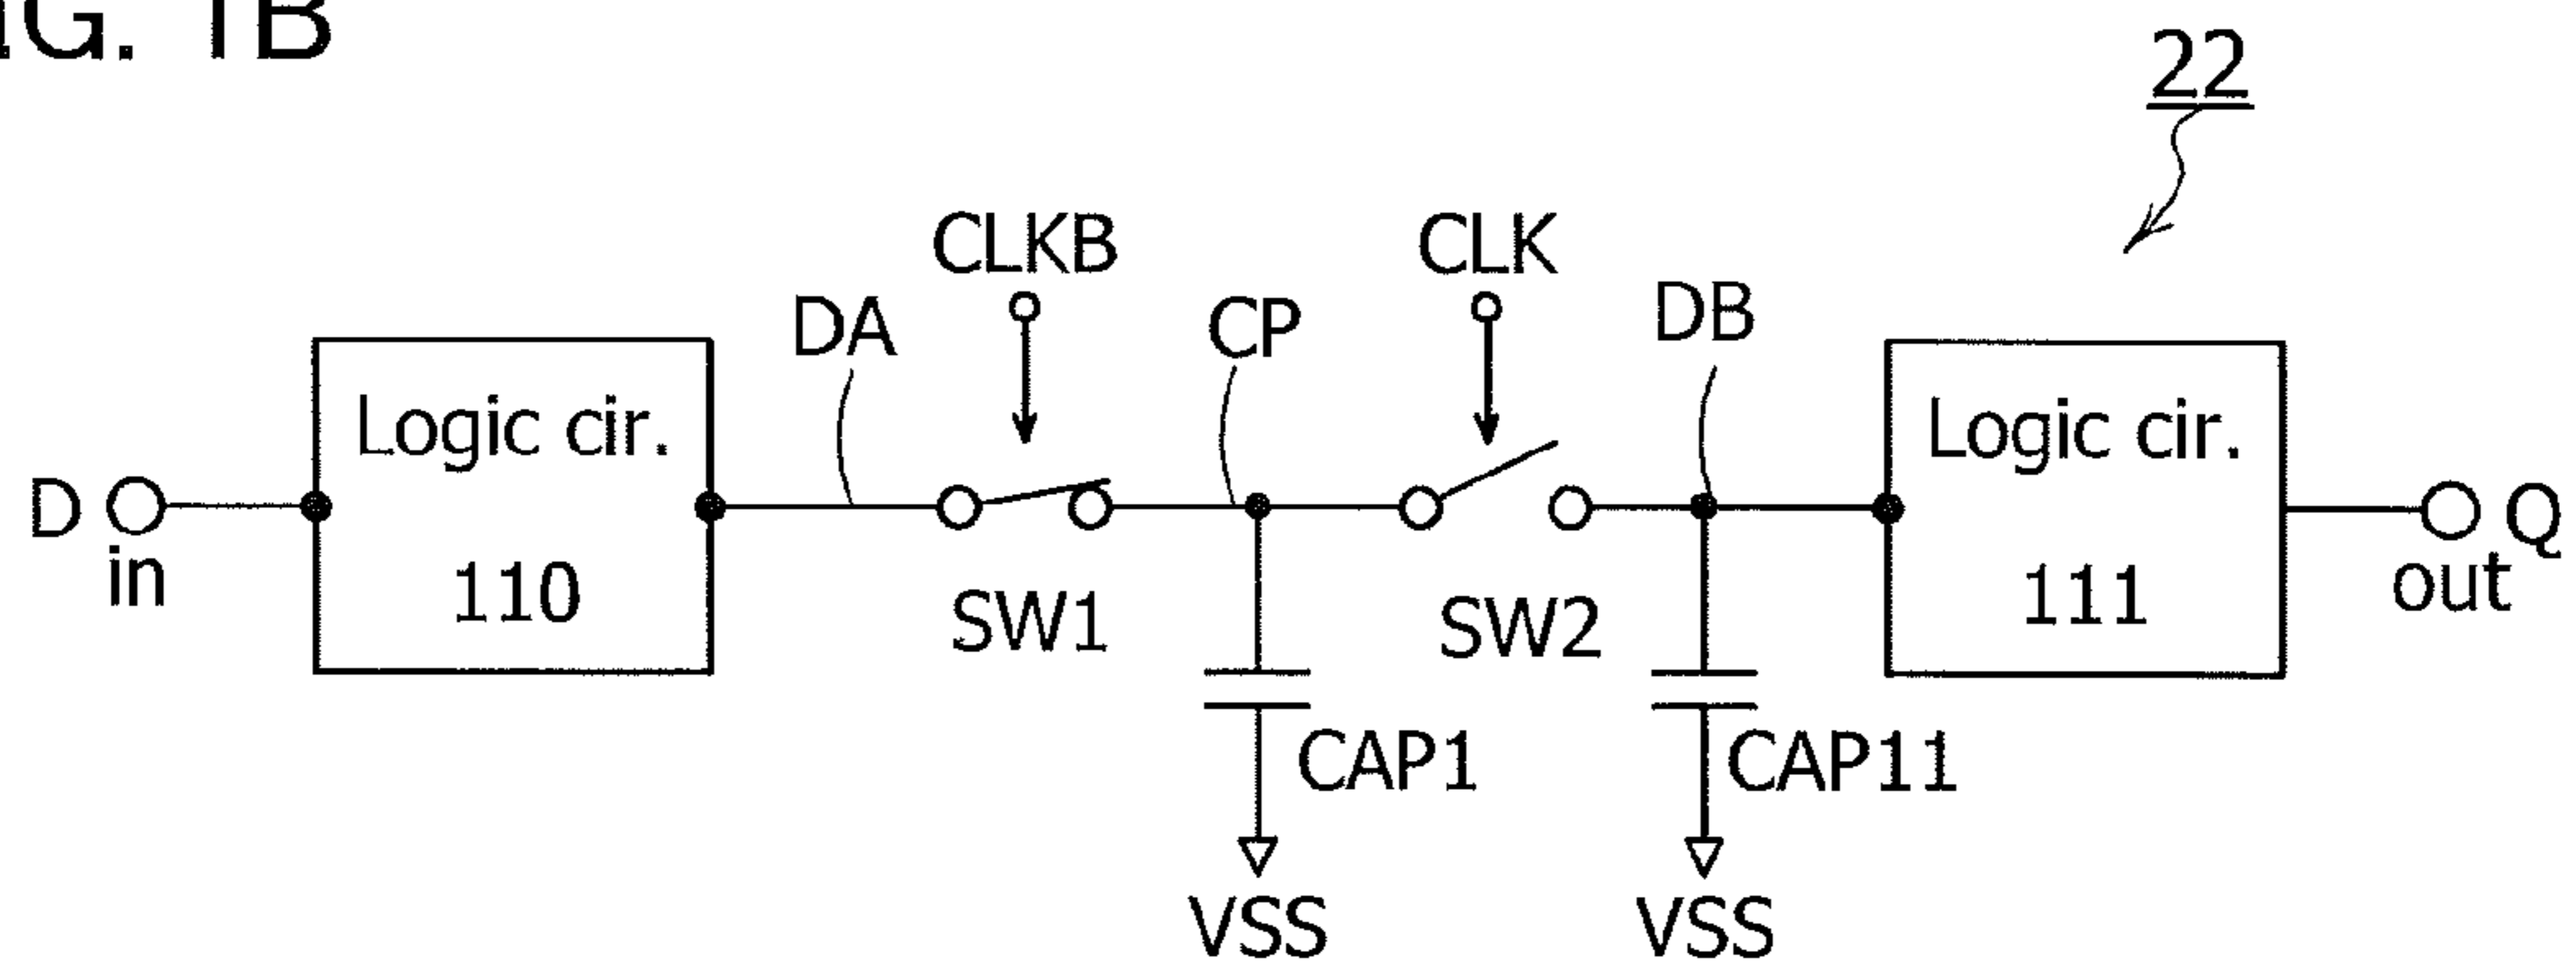 G. 1B
22
CLKB CLK
DA CP DB
Logic cir. Logic cir.
D Q
in 110 111 out
SW1 SW2
CAP1 CAP11
VSS VSS